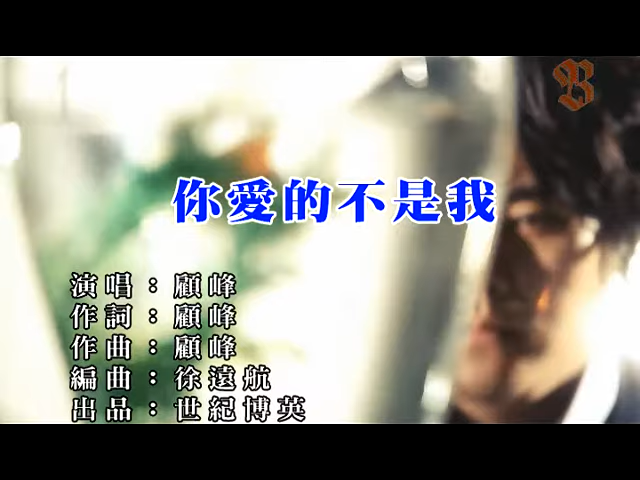 B
你愛的不是我
演唱：顧峰
作詞：顧峰
作曲：顧峰
編曲：徐遠航
出品：世紀博英